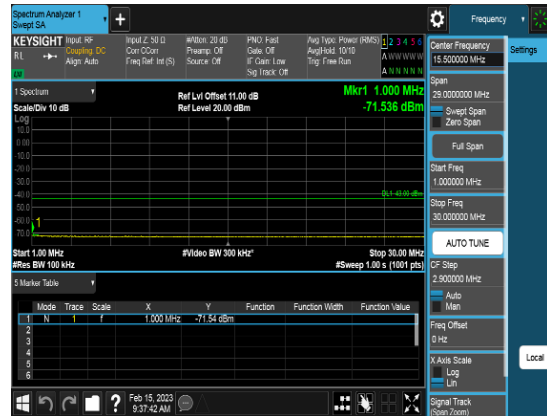 Spectrum Analyzer 1
Swept SA
+
Frequency
KEYSIGHT
RL
Input: RF
Coupling: DC
Align: Auto
Input Z: 50 Ω
Corr CCorr
Freq Ref: Int (S)
#Atten: 20 dB
Preamp: Off
Source: Off
PNO: Fast
Gate: Off
IF Gain: Low
Sig Track: Off
Avg Type: Power (RMS)
Avg|Hold: 10/10
Trig: Free Run
1 2 3 4 5 6
A W W W W W
A N N N N N
1 Spectrum
Scale/Div 10 dB
Ref Lvl Offset 11.00 dB
Ref Level 20.00 dBm
Mkr1 1.000 MHz
-71.536 dBm
Log
10.0
0.00
-10.0
-20.0
-30.0
-40.0
-50.0
-60.0
-70.0
DL1 -43.00 dBm
1
Start 1.00 MHz
#Res BW 100 kHz
#Video BW 300 kHz*
Stop 30.00 MHz
#Sweep 1.00 s (1001 pts)
5 Marker Table
Mode Trace Scale X Y Function Function Width Function Value
1 N 1 f 1.000 MHz -71.54 dBm
2
3
4
5
6
Feb 15, 2023
9:37:42 AM
Center Frequency
15.500000 MHz
Settings
Span
29.0000000 MHz
Swept Span
Zero Span
Full Span
Start Freq
1.000000 MHz
Stop Freq
30.000000 MHz
AUTO TUNE
CF Step
2.900000 MHz
Auto
Man
Freq Offset
0 Hz
X Axis Scale
Log
Lin
Local
Signal Track
(Span Zoom)